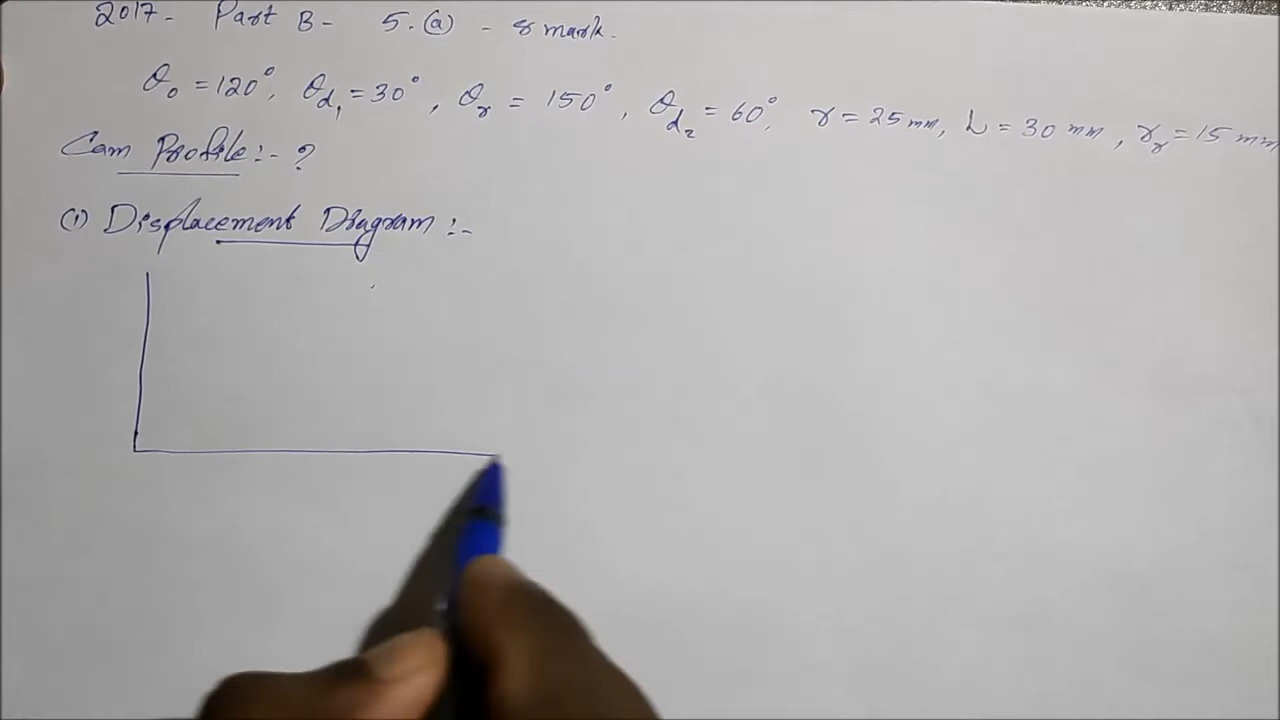 2017- Part B- 5.(a) - 8 mark.
θ₀ = 120°, θd₁ = 30°, θr = 150°, θd₂ = 60°, r = 25 mm, L = 30 mm, rr = 15 mm
Cam Profile:- ?
(1) Displacement Diagram :-